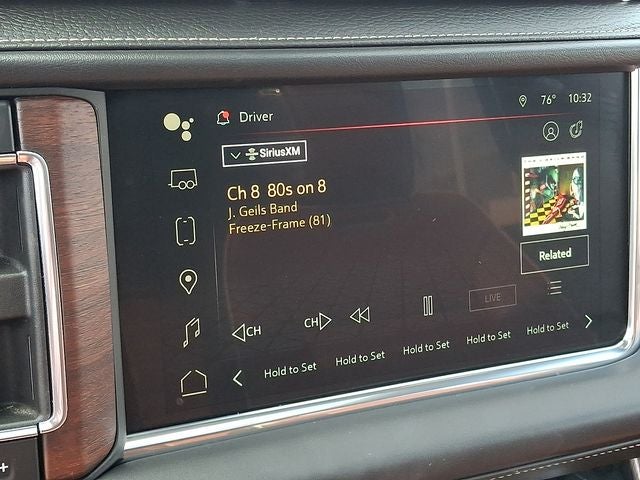 Driver
76° 10:32
SiriusXM
Ch 8 80s on 8
J. Geils Band
Freeze-Frame (81)
Related
CH
CH
LIVE
Hold to Set
Hold to Set
Hold to Set
Hold to Set
Hold to Set
+